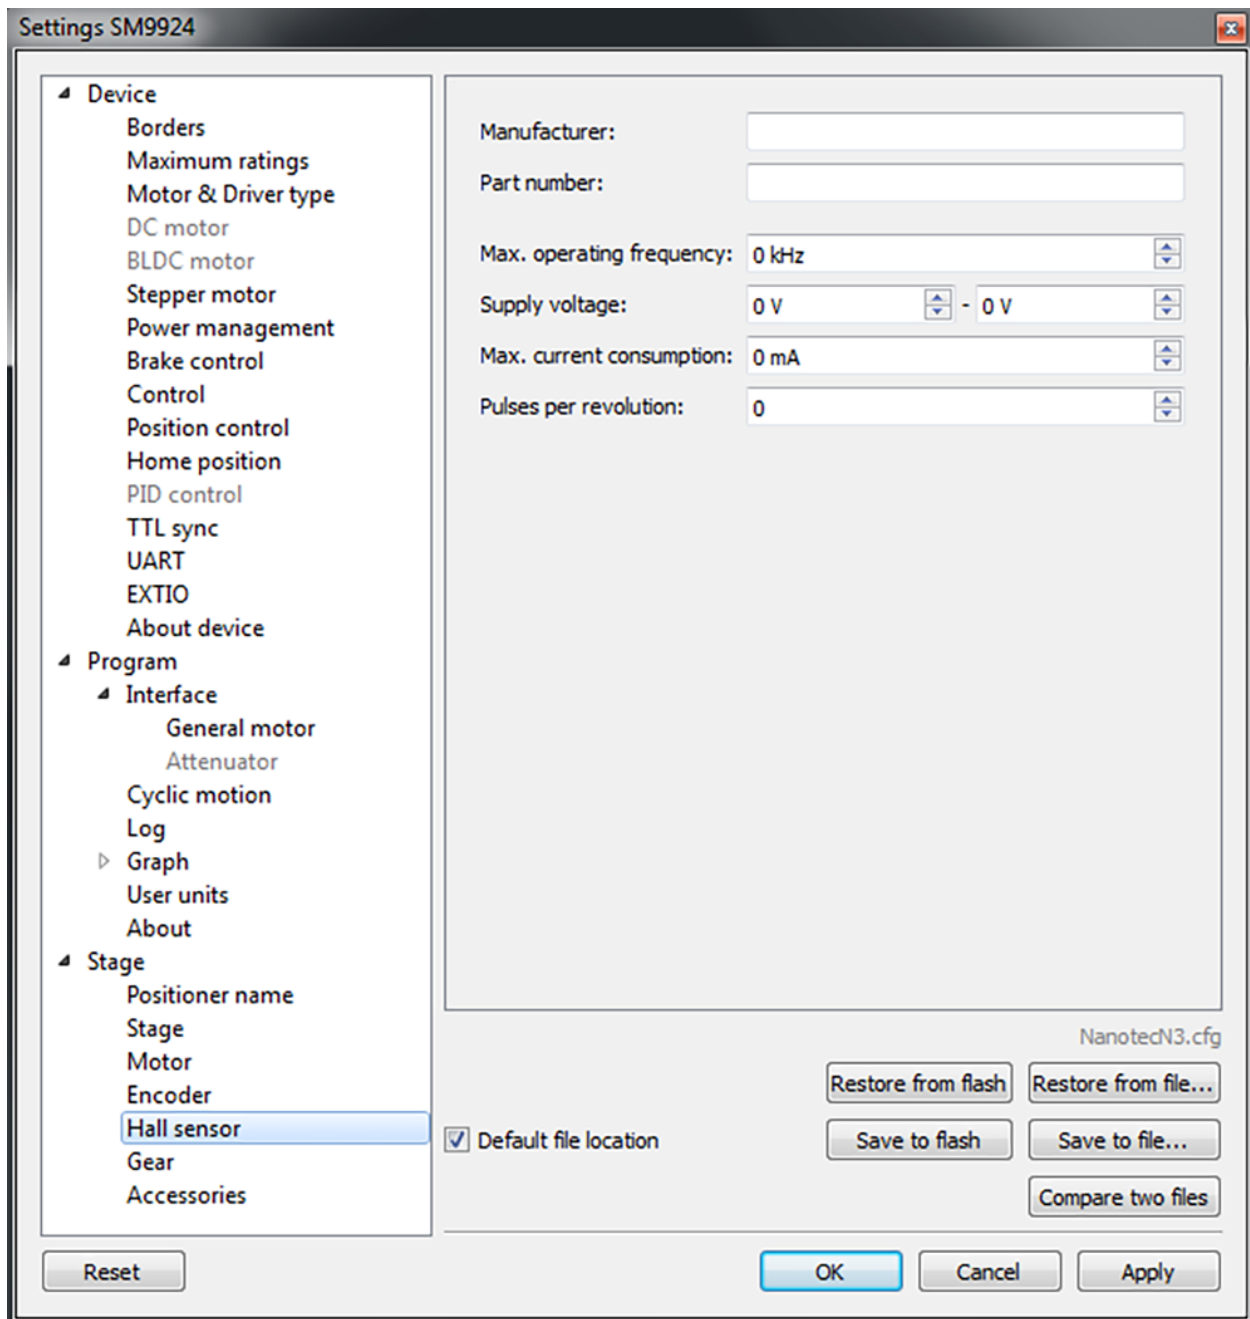 Settings SM9924
Device
Borders
Maximum ratings
Motor & Driver type
DC motor
BLDC motor
Stepper motor
Power management
Brake control
Control
Position control
Home position
PID control
TTL sync
UART
EXTIO
About device
Program
Interface
General motor
Attenuator
Cyclic motion
Log
Graph
User units
About
Stage
Positioner name
Stage
Motor
Encoder
Hall sensor
Gear
Accessories
Manufacturer:
Part number:
Max. operating frequency: 0 kHz
Supply voltage: 0 V - 0 V
Max. current consumption: 0 mA
Pulses per revolution: 0
NanotecN3.cfg
Restore from flash Restore from file...
Default file location Save to flash Save to file...
Compare two files
Reset OK Cancel Apply